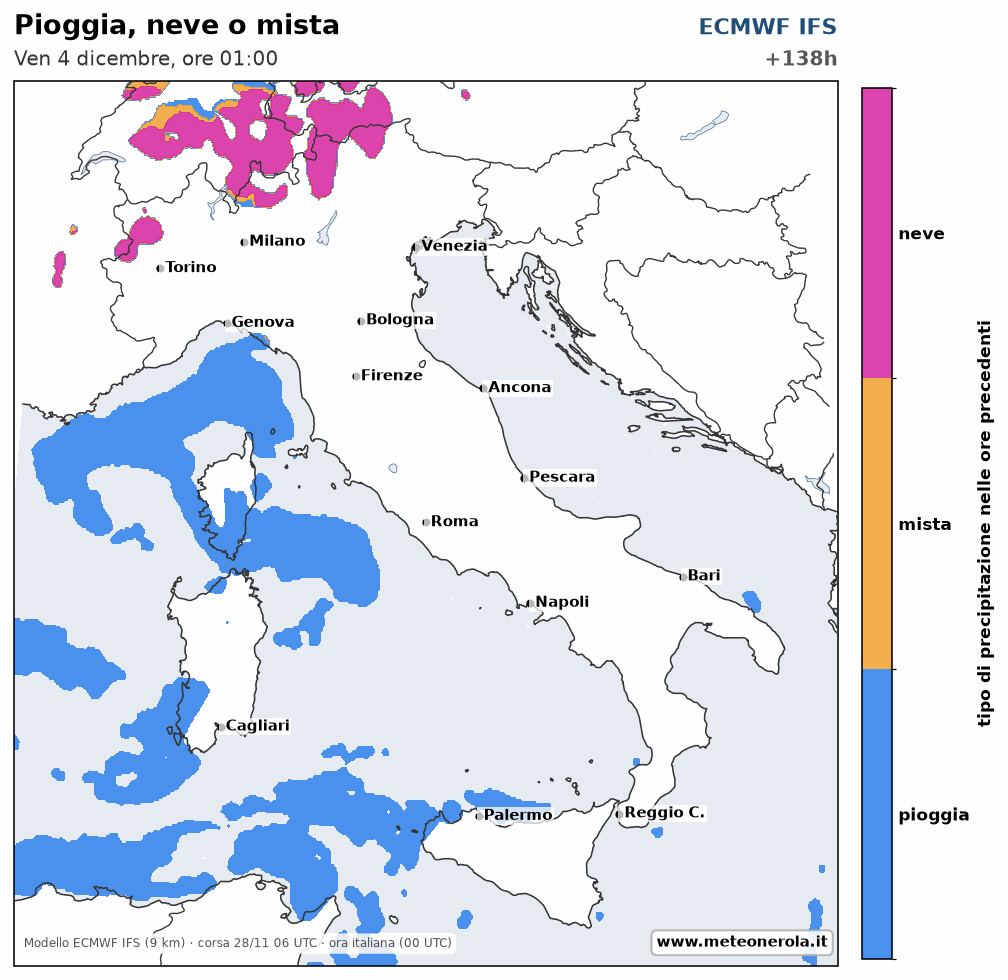 Pioggia, neve o mista
ECMWF IFS
Ven 4 dicembre, ore 01:00
+138h
neve
mista
pioggia
tipo di precipitazione nelle ore precedenti
Milano
Venezia
Torino
Genova
Bologna
Firenze
Ancona
Pescara
Roma
Bari
Napoli
Cagliari
Palermo
Reggio C.
Modello ECMWF IFS (9 km) · corsa 28/11 06 UTC · ora italiana (00 UTC)
www.meteonerola.it